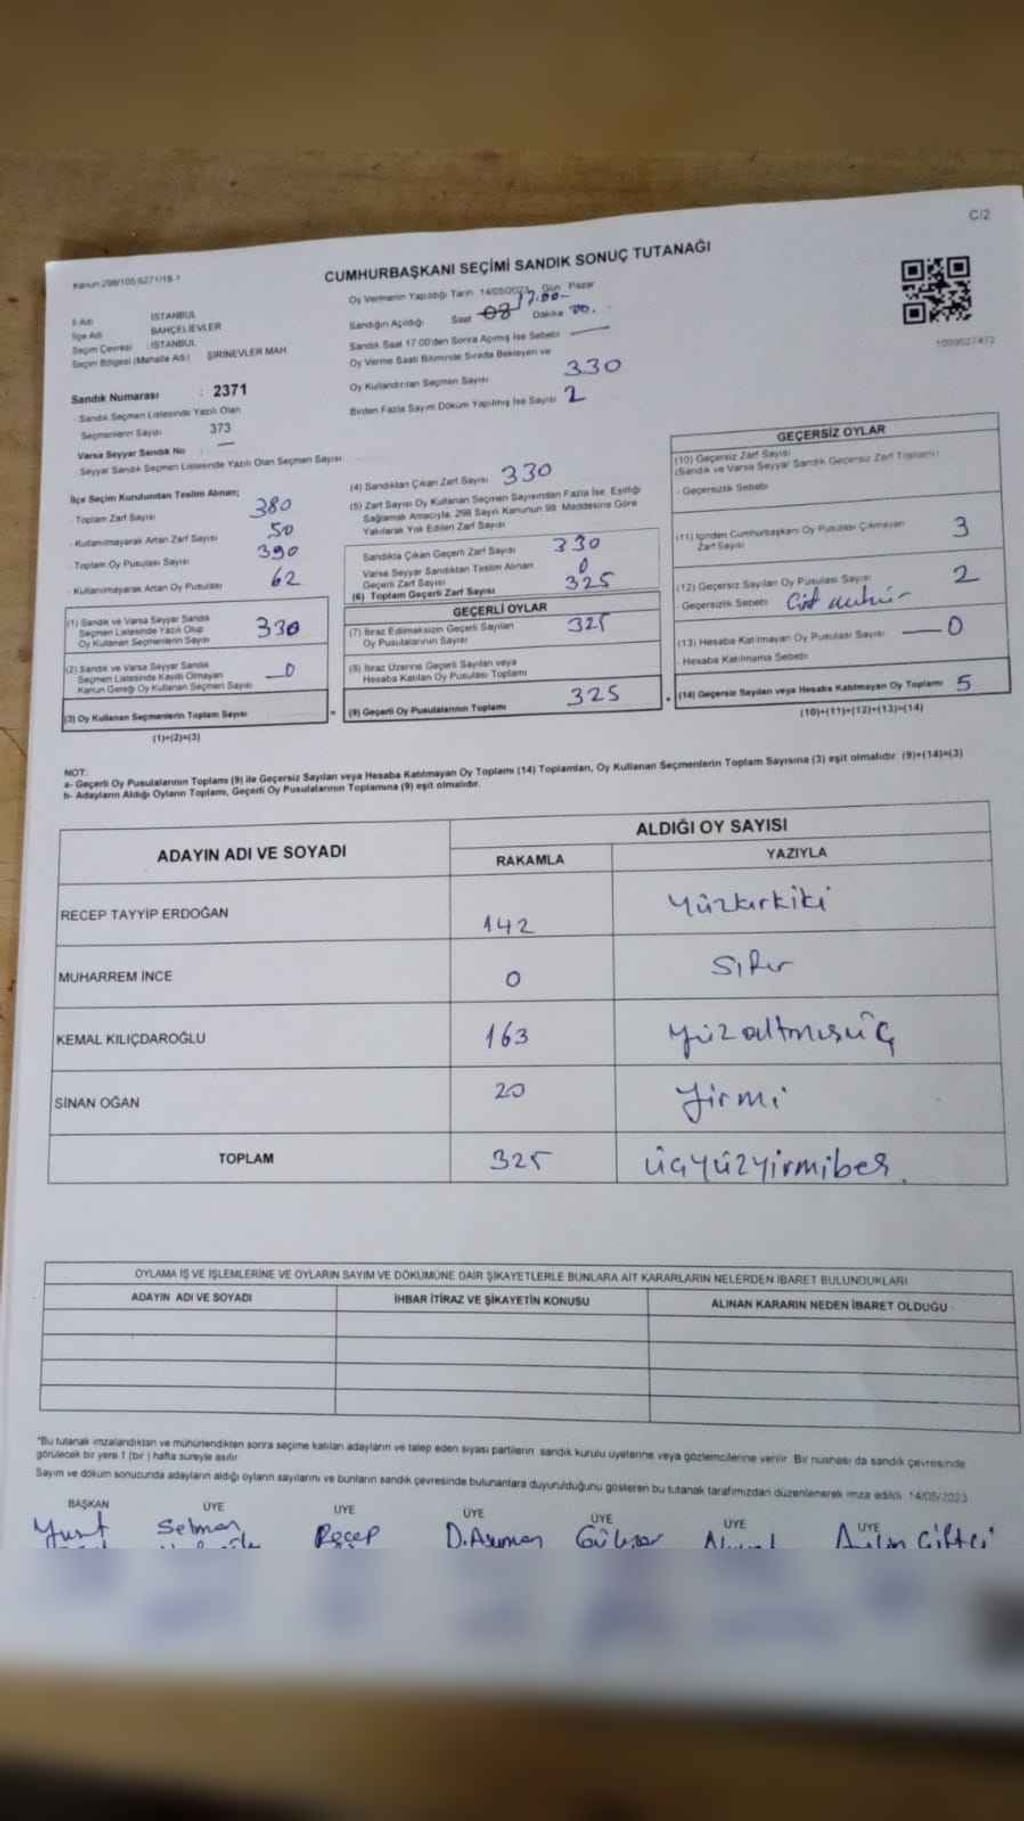 C/2
CUMHURBAŞKANI SEÇİMİ SANDIK SONUÇ TUTANAĞI
Oy Vermenin Yapıldığı Tarih 14/05/2023 Gün Pazar
İli Adı İSTANBUL
İlçe Adı BAHÇELİEVLER
Seçim Çevresi : İSTANBUL
Seçim Bölgesi (Mahalle Adı) ŞİRİNEVLER MAH.
Sandığın Açıldığı Saat 17.00 Dakika 00.
Sandık Saat 17.00'den Sonra Açılmış İse Sebebi
Oy Verme Saati Bitiminde Sırada Bekleyen ve
Oy Kullandırılan Seçmen Sayısı 330
Birden Fazla Sayım Döküm Yapılmış İse Sayısı 2
Sandık Numarası : 2371
Sandık Seçmen Listesinde Yazılı Olan
Seçmenlerin Sayısı 373
Varsa Seyyar Sandık No —
Seyyar Sandık Seçmen Listesinde Yazılı Olan Seçmen Sayısı
İlçe Seçim Kurulundan Teslim Alınan;
Toplam Zarf Sayısı 380
- Kullanılmayarak Artan Zarf Sayısı 50
Toplam Oy Pusulası Sayısı 390
- Kullanılmayarak Artan Oy Pusulası 62
(1) Sandık ve Varsa Seyyar Sandık
Seçmen Listesinde Yazılı Olup
Oy Kullanan Seçmenlerin Sayısı 330
(2) Sandık ve Varsa Seyyar Sandık
Seçmen Listesinde Kayıtlı Olmayan
Kanun Gereği Oy Kullanan Seçmen Sayısı 0
(3) Oy Kullanan Seçmenlerin Toplam Sayısı
(1)+(2)=(3)
(4) Sandıktan Çıkan Zarf Sayısı 330
(5) Zarf Sayısı Oy Kullanan Seçmen Sayısından Fazla İse, Eşitliği
Sağlamak Amacıyla, 298 Sayılı Kanunun 98. Maddesine Göre
Yakılarak Yok Edilen Zarf Sayısı
Sandıkta Çıkan Geçerli Zarf Sayısı 330
Varsa Seyyar Sandıktan Teslim Alınan
Geçerli Zarf Sayısı 0
(6) Toplam Geçerli Zarf Sayısı 325
GEÇERLİ OYLAR
(7) İtiraz Edilmeksizin Geçerli Sayılan
Oy Pusulalarının Sayısı 325
(8) İtiraz Üzerine Geçerli Sayılan veya
Hesaba Katılan Oy Pusulası Toplamı
(9) Geçerli Oy Pusulalarının Toplamı 325
GEÇERSİZ OYLAR
(10) Geçersiz Zarf Sayısı
(Sandık ve Varsa Seyyar Sandık Geçersiz Zarf Toplamı)
- Geçersizlik Sebebi
(11) İçinden Cumhurbaşkanı Oy Pusulası Çıkmayan
Zarf Sayısı 3
(12) Geçersiz Sayılan Oy Pusulası Sayısı 2
- Geçersizlik Sebebi Çift mühür
(13) Hesaba Katılmayan Oy Pusulası Sayısı — 0
- Hesaba Katılmama Sebebi
(14) Geçersiz Sayılan veya Hesaba Katılmayan Oy Toplamı 5
(10)+(11)+(12)+(13)=(14)
NOT:
a- Geçerli Oy Pusulalarının Toplamı (9) ile Geçersiz Sayılan veya Hesaba Katılmayan Oy Toplamı (14) Toplamları, Oy Kullanan Seçmenlerin Toplam Sayısına (3) eşit olmalıdır. (9)+(14)=(3)
b- Adayların Aldığı Oyların Toplamı, Geçerli Oy Pusulalarının Toplamına (9) eşit olmalıdır.
ADAYIN ADI VE SOYADI
ALDIĞI OY SAYISI
RAKAMLA YAZIYLA
RECEP TAYYİP ERDOĞAN 142 yüzkırkiki
MUHARREM İNCE 0 sıfır
KEMAL KILIÇDAROĞLU 163 yüzaltmışüç
SİNAN OĞAN 20 yirmi
TOPLAM 325 üçyüzyirmibeş
OYLAMA İŞ VE İŞLEMLERİNE VE OYLARIN SAYIM VE DÖKÜMÜNE DAİR ŞİKAYETLERLE BUNLARA AİT KARARLARIN NELERDEN İBARET BULUNDUKLARI
ADAYIN ADI VE SOYADI İHBAR İTİRAZ VE ŞİKAYETİN KONUSU ALINAN KARARIN NEDEN İBARET OLDUĞU
*Bu tutanak imzalandıktan ve mühürlendikten sonra seçime katılan adayların ve talep eden siyasi partilerin sandık kurulu üyelerine veya gözlemcilerine verilir. Bir nüshası da sandık çevresinde
görülecek bir yere 1 (bir) hafta süreyle asılır.
Sayım ve döküm sonucunda adayların aldığı oyların sayılarını ve bunların sandık çevresinde bulunanlara duyurulduğunu gösteren bu tutanak tarafımızdan düzenlenerek imza edildi. 14/05/2023
BAŞKAN ÜYE ÜYE ÜYE ÜYE ÜYE ÜYE
Selman Recep D.Asuman Gülizar Çiftci